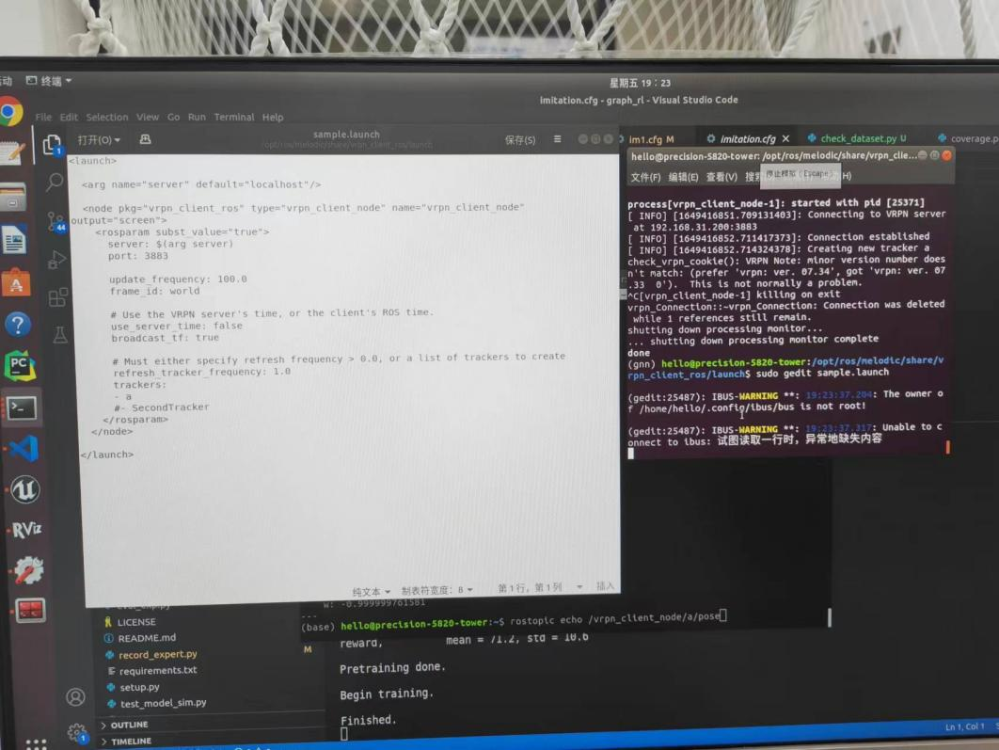 终端
星期五 19：23
imitation.cfg - graph_rl - Visual Studio Code
File Edit Selection View Go Run Terminal Help
打开(O)
sample.launch
/opt/ros/melodic/share/vrpn_client_ros/launch
保存(S)
im1.cfg M
imitation.cfg
check_dataset.py U
coverage.p
<launch>
<arg name="server" default="localhost"/>
<node pkg="vrpn_client_ros" type="vrpn_client_node" name="vrpn_client_node"
output="screen">
<rosparam subst_value="true">
server: $(arg server)
port: 3883
update_frequency: 100.0
frame_id: world
# Use the VRPN server's time, or the client's ROS time.
use_server_time: false
broadcast_tf: true
# Must either specify refresh frequency > 0.0, or a list of trackers to create
refresh_tracker_frequency: 1.0
trackers:
- a
#- SecondTracker
</rosparam>
</node>
</launch>
纯文本 制表符宽度：8 第1行，第1列 插入
hello@precision-5820-tower: /opt/ros/melodic/share/vrpn_clie...
文件(F) 编辑(E) 查看(V) 搜索 H)
process[vrpn_client_node-1]: started with pid [25371]
[ INFO] [1649416851.709131403]: Connecting to VRPN server
at 192.168.31.200:3883
[ INFO] [1649416852.711417373]: Connection established
[ INFO] [1649416852.714324378]: Creating new tracker a
check_vrpn_cookie(): VRPN Note: minor version number does
n't match: (prefer 'vrpn: ver. 07.34', got 'vrpn: ver. 07
.33 0'). This is not normally a problem.
^C[vrpn_client_node-1] killing on exit
vrpn_Connection::~vrpn_Connection: Connection was deleted
while 1 references still remain.
shutting down processing monitor...
... shutting down processing monitor complete
done
(gnn) hello@precision-5820-tower:/opt/ros/melodic/share/v
rpn_client_ros/launch$ sudo gedit sample.launch
(gedit:25487): IBUS-WARNING **: 19:23:37.204: The owner o
f /home/hello/.config/ibus/bus is not root!
(gedit:25487): IBUS-WARNING **: 19:23:37.317: Unable to c
onnect to ibus: 试图读取一行时，异常地缺失内容
w: -0.999999761581
---
(base) hello@precision-5820-tower:~$ rostopic echo /vrpn_client_node/a/pose
reward, mean = 71.2, std = 10.6
Pretraining done.
Begin training.
Finished.
LICENSE
README.md
record_expert.py M
requirements.txt
setup.py
test_model_sim.py
OUTLINE
TIMELINE
1
44
PC
RViz
1
Ln 1, Col 1